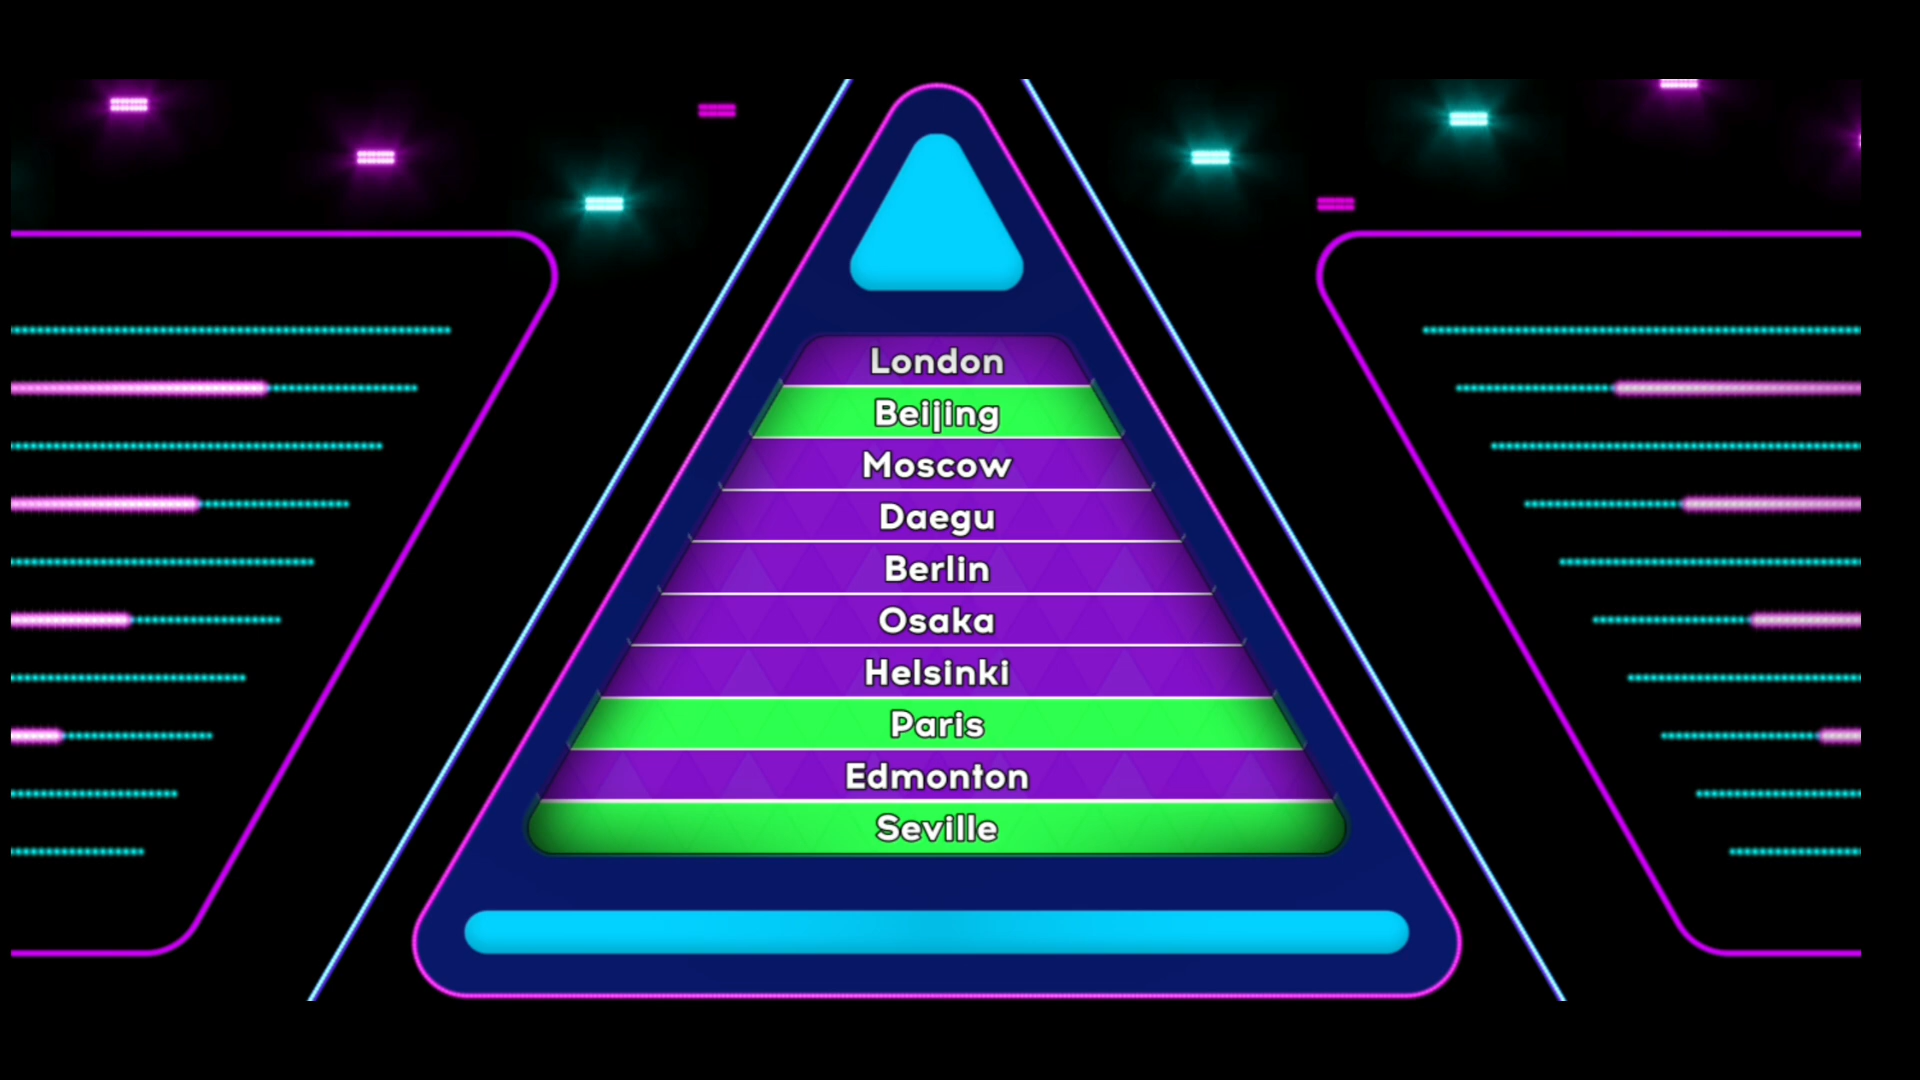 London
Beijing
Moscow
Daegu
Berlin
Osaka
Helsinki
Paris
Edmonton
Seville